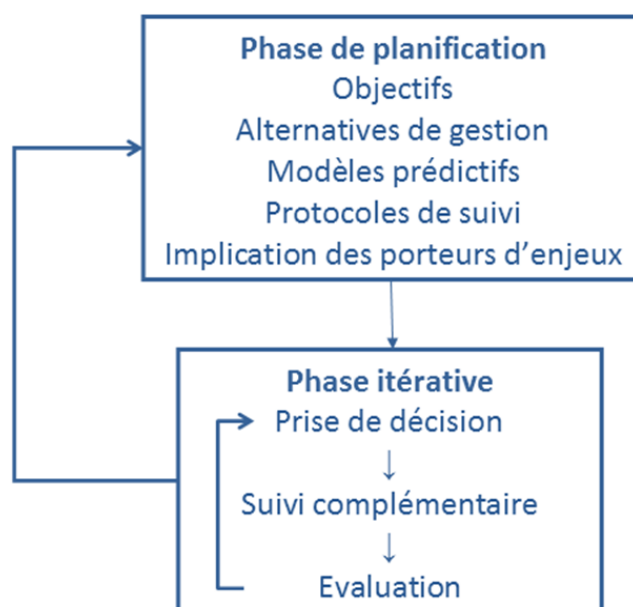 Phase de planification
Objectifs
Alternatives de gestion
Modèles prédictifs
Protocoles de suivi
Implication des porteurs d’enjeux
Phase itérative
Prise de décision
Suivi complémentaire
Evaluation